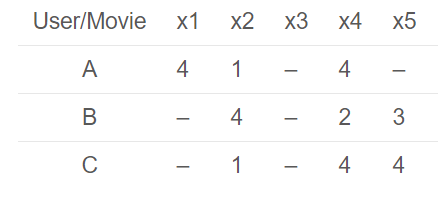 User/Movie x1 x2 x3 x4 x5
A 4 1 – 4 –
B – 4 – 2 3
C – 1 – 4 4